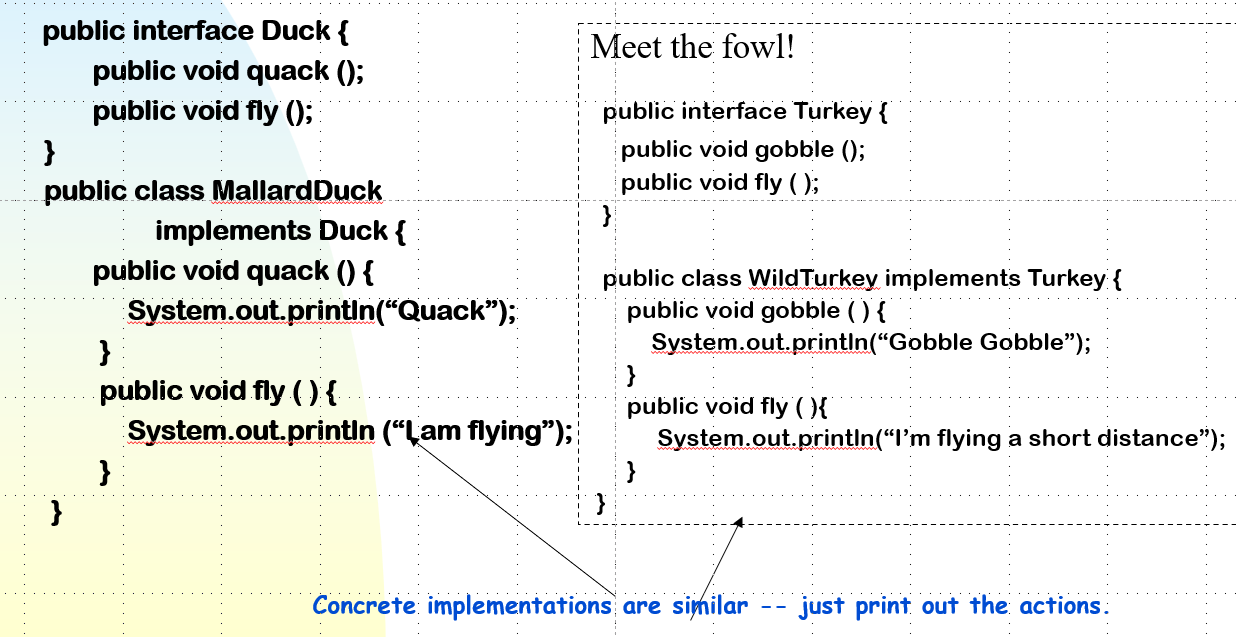 public interface Duck {
public void quack ();
public void fly ();
}
public class MallardDuck
implements Duck {
public void quack () {
System.out.println(“Quack”);
}
public void fly ( ) {
System.out.println (“I am flying”);
}
}
Meet the fowl!
public interface Turkey {
public void gobble ();
public void fly ( );
}
public class WildTurkey implements Turkey {
public void gobble ( ) {
System.out.println(“Gobble Gobble”);
}
public void fly ( ){
System.out.println(“I’m flying a short distance”);
}
}
Concrete implementations are similar -- just print out the actions.